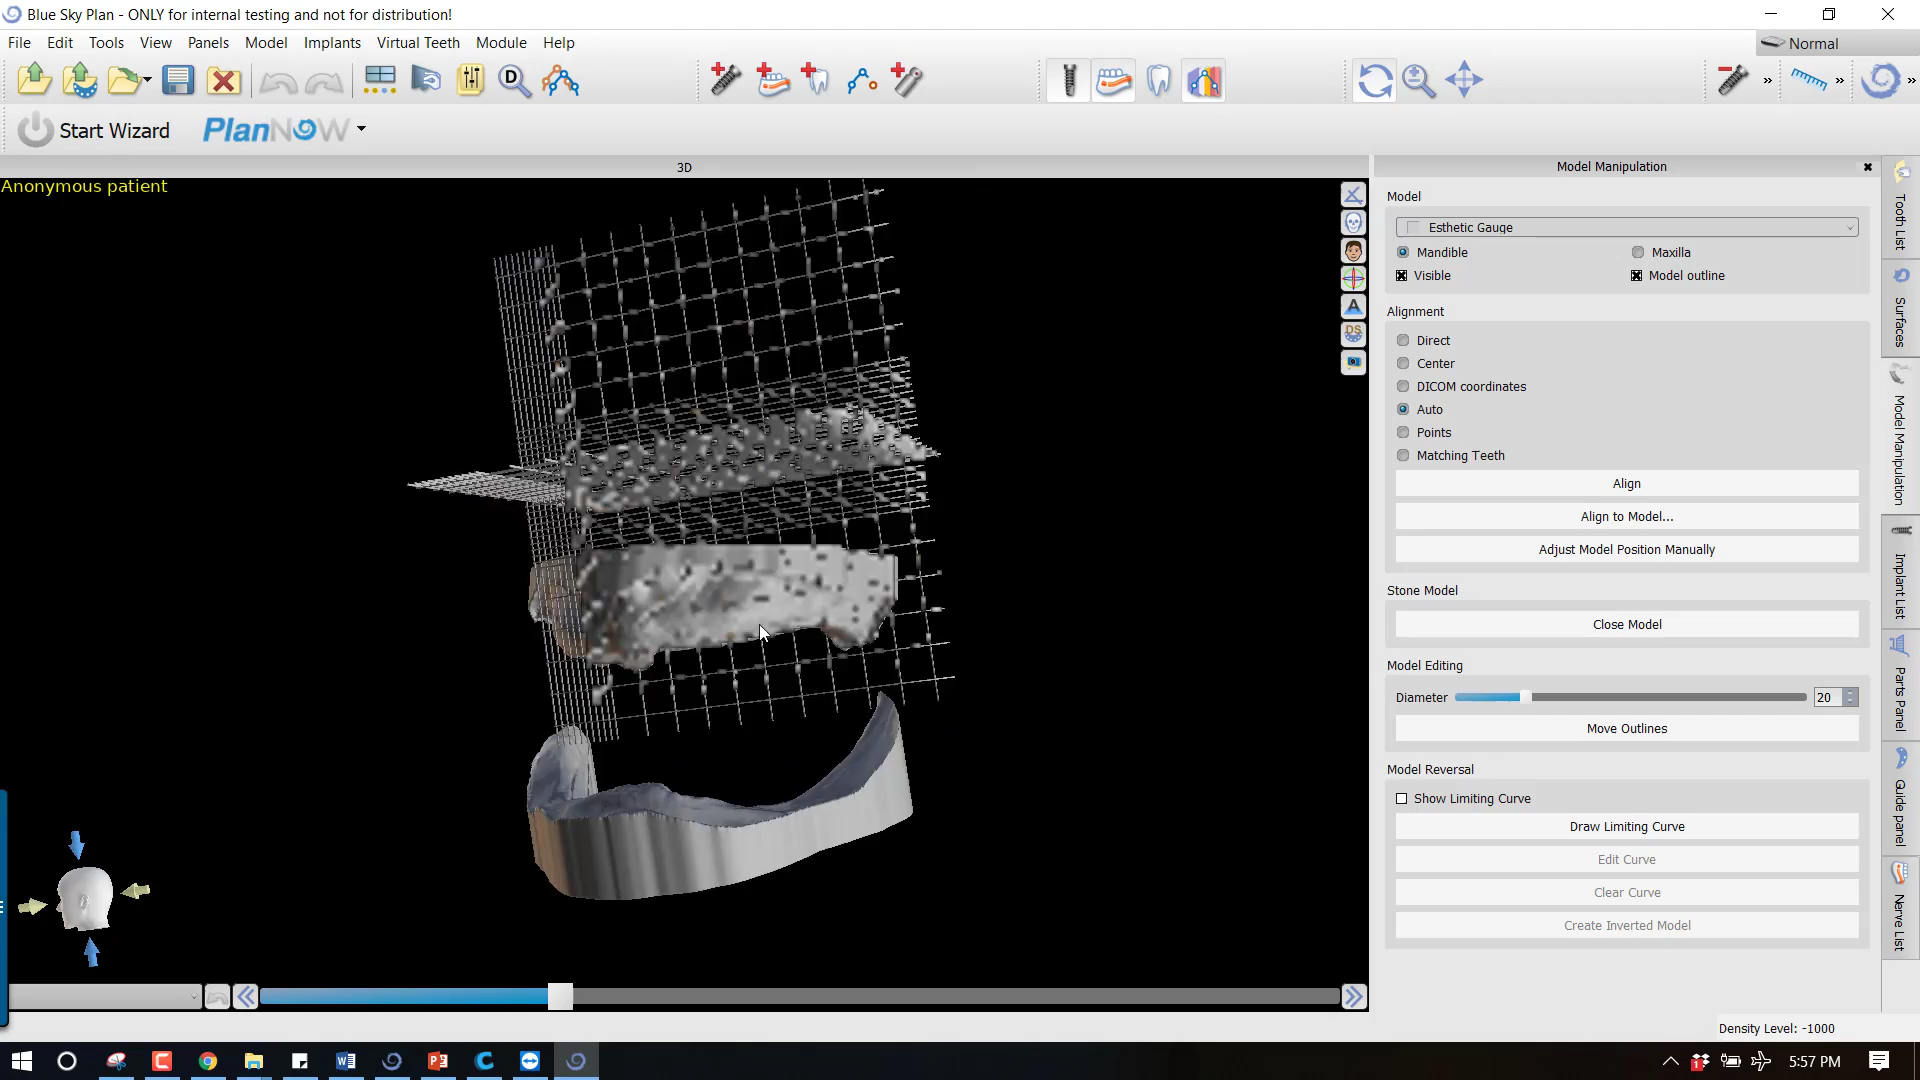 Blue Sky Plan - ONLY for internal testing and not for distribution!
File Edit Tools View Panels Model Implants Virtual Teeth Module Help
Normal
D
Start Wizard
PlanNOW
3D
Model Manipulation
Anonymous patient
Model
Esthetic Gauge
Mandible Maxilla
Visible Model outline
Alignment
Direct
Center
DICOM coordinates
Auto
Points
Matching Teeth
Align
Align to Model...
Adjust Model Position Manually
Stone Model
Close Model
Model Editing
Diameter 20
Move Outlines
Model Reversal
Show Limiting Curve
Draw Limiting Curve
Edit Curve
Clear Curve
Create Inverted Model
A
DS
Tooth List
Surfaces
Model Manipulation
Implant List
Parts Panel
Guide panel
Nerve List
Density Level: -1000
5:57 PM